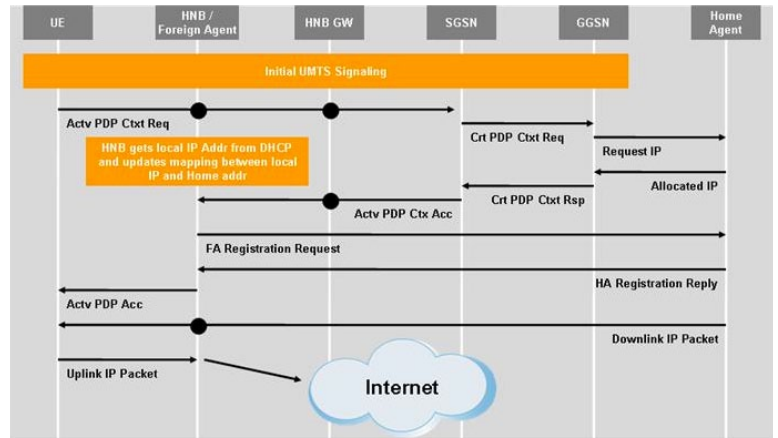 UE
HNB /
Foreign Agent
HNB GW
SGSN
GGSN
Home
Agent
Initial UMTS Signaling
Actv PDP Ctxt Req
Crt PDP Ctxt Req
HNB gets local IP Addr from DHCP
and updates mapping between local
IP and Home addr
Request IP
Allocated IP
Actv PDP Ctx Acc
Crt PDP Ctxt Rsp
FA Registration Request
HA Registration Reply
Actv PDP Acc
Downlink IP Packet
Uplink IP Packet
Internet